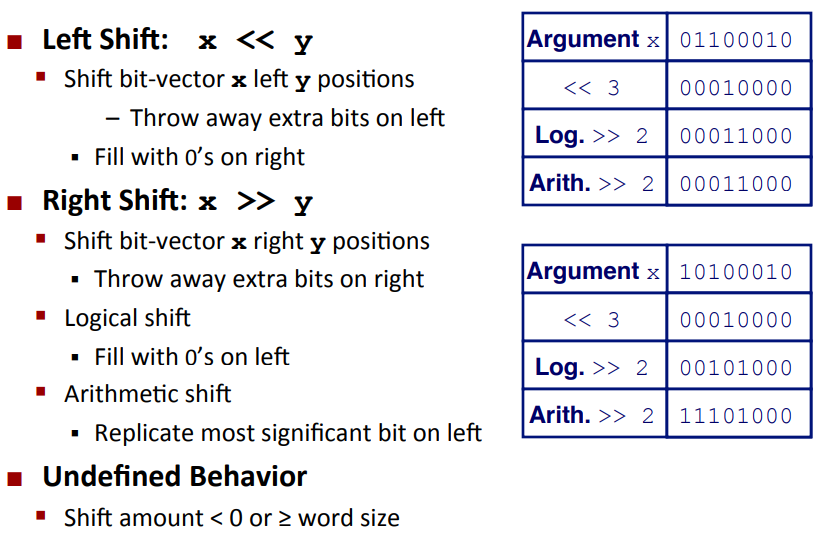 ■ Left Shift: x << y
▪ Shift bit-vector x left y positions
– Throw away extra bits on left
▪ Fill with 0's on right
■ Right Shift: x >> y
▪ Shift bit-vector x right y positions
▪ Throw away extra bits on right
▪ Logical shift
▪ Fill with 0's on left
▪ Arithmetic shift
▪ Replicate most significant bit on left
■ Undefined Behavior
▪ Shift amount < 0 or ≥ word size
Argument x 01100010
<< 3 00010000
Log. >> 2 00011000
Arith. >> 2 00011000
Argument x 10100010
<< 3 00010000
Log. >> 2 00101000
Arith. >> 2 11101000